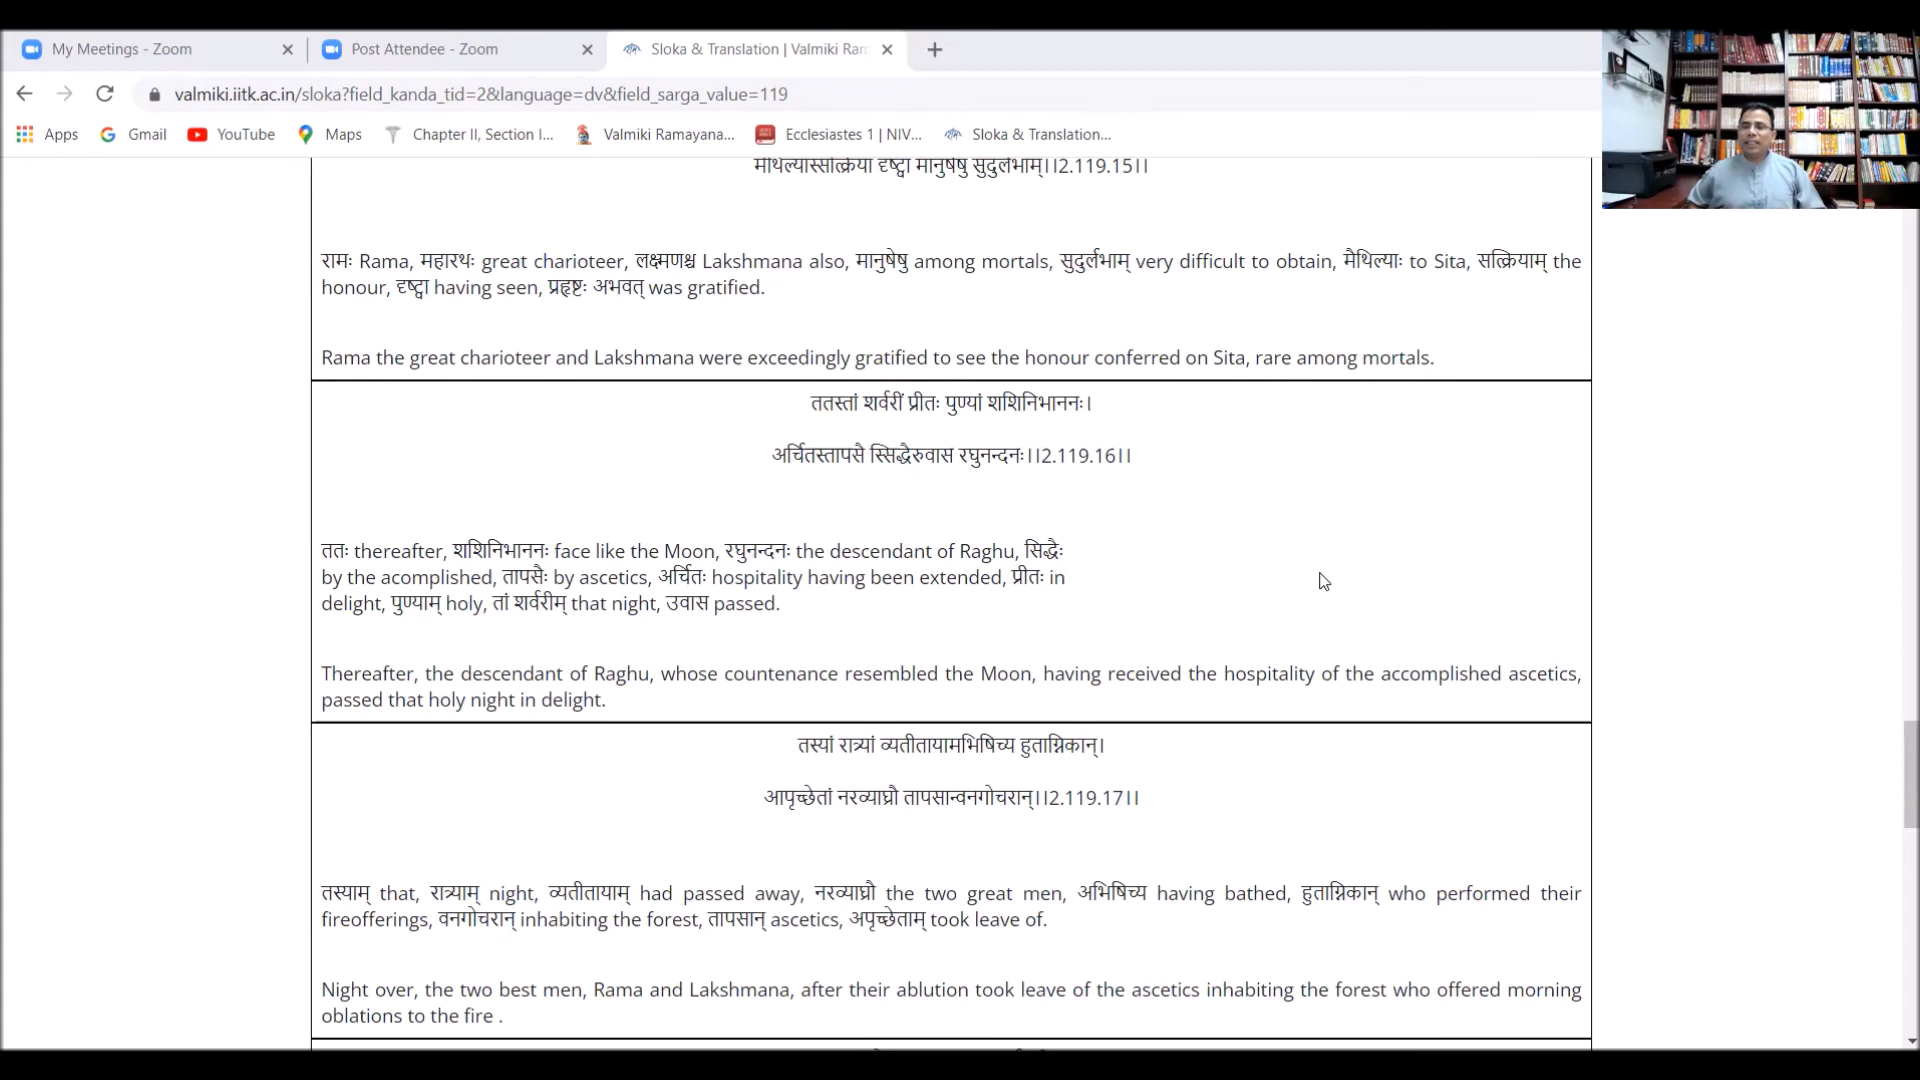 My Meetings - Zoom
Post Attendee - Zoom
Sloka & Translation | Valmiki Ram
valmiki.iitk.ac.in/sloka?field_kanda_tid=2&language=dv&field_sarga_value=119
Apps
Gmail
YouTube
Maps
Chapter II, Section I...
Valmiki Ramayana...
Ecclesiastes 1 | NIV...
Sloka & Translation...
मैथिल्यास्सत्क्रियां दृष्ट्वा मानुषेषु सुदुर्लभाम्।।2.119.15।।
रामः Rama, महारथः great charioteer, लक्ष्मणश्च Lakshmana also, मानुषेषु among mortals, सुदुर्लभाम् very difficult to obtain, मैथिल्याः to Sita, सत्क्रियाम् the
honour, दृष्ट्वा having seen, प्रहृष्टः अभवत् was gratified.
Rama the great charioteer and Lakshmana were exceedingly gratified to see the honour conferred on Sita, rare among mortals.
ततस्तां शर्वरीं प्रीतः पुण्यां शशिनिभाननः।
अर्चितस्तापसै स्सिद्धैरुवास रघुनन्दनः।।2.119.16।।
ततः thereafter, शशिनिभाननः face like the Moon, रघुनन्दनः the descendant of Raghu, सिद्धैः
by the acomplished, तापसैः by ascetics, अर्चितः hospitality having been extended, प्रीतः in
delight, पुण्याम् holy, तां शर्वरीम् that night, उवास passed.
Thereafter, the descendant of Raghu, whose countenance resembled the Moon, having received the hospitality of the accomplished ascetics,
passed that holy night in delight.
तस्यां रात्र्यां व्यतीतायामभिषिच्य हुताग्निकान्।
आपृच्छेतां नरव्याघ्रौ तापसान्वनगोचरान्।।2.119.17।।
तस्याम् that, रात्र्याम् night, व्यतीतायाम् had passed away, नरव्याघ्रौ the two great men, अभिषिच्य having bathed, हुताग्निकान् who performed their
fireofferings, वनगोचरान् inhabiting the forest, तापसान् ascetics, अपृच्छेताम् took leave of.
Night over, the two best men, Rama and Lakshmana, after their ablution took leave of the ascetics inhabiting the forest who offered morning
oblations to the fire .